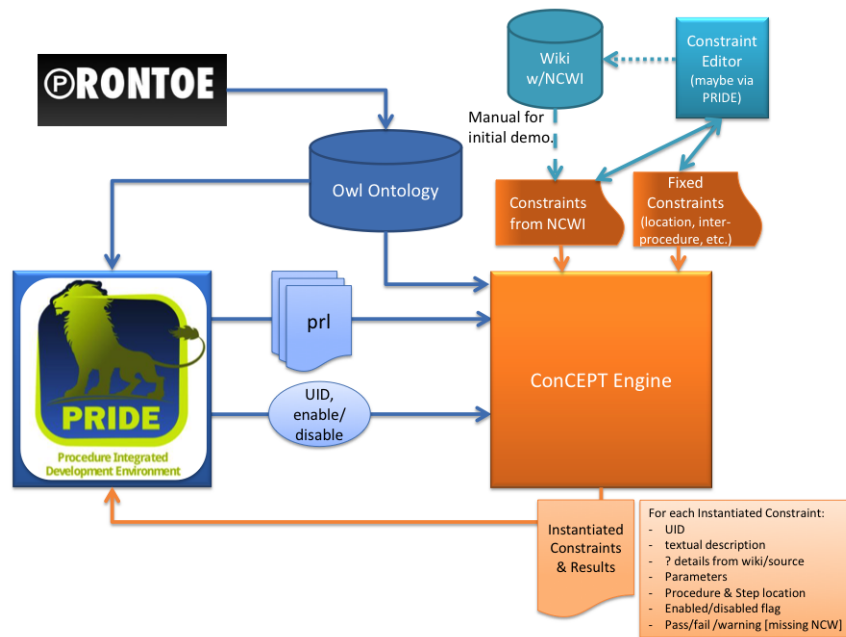 PRONTOE
Wiki
w/NCWI
Constraint
Editor
(maybe via
PRIDE)
Manual for
initial demo.
Owl Ontology
Constraints
from NCWI
Fixed
Constraints
(location, inter-
procedure, etc.)
prl
ConCEPT Engine
UID,
enable/
disable
PRIDE
Procedure Integrated
Development Environment
Instantiated
Constraints
& Results
For each Instantiated Constraint:
- UID
- textual description
- ? details from wiki/source
- Parameters
- Procedure & Step location
- Enabled/disabled flag
- Pass/fail /warning [missing NCW]